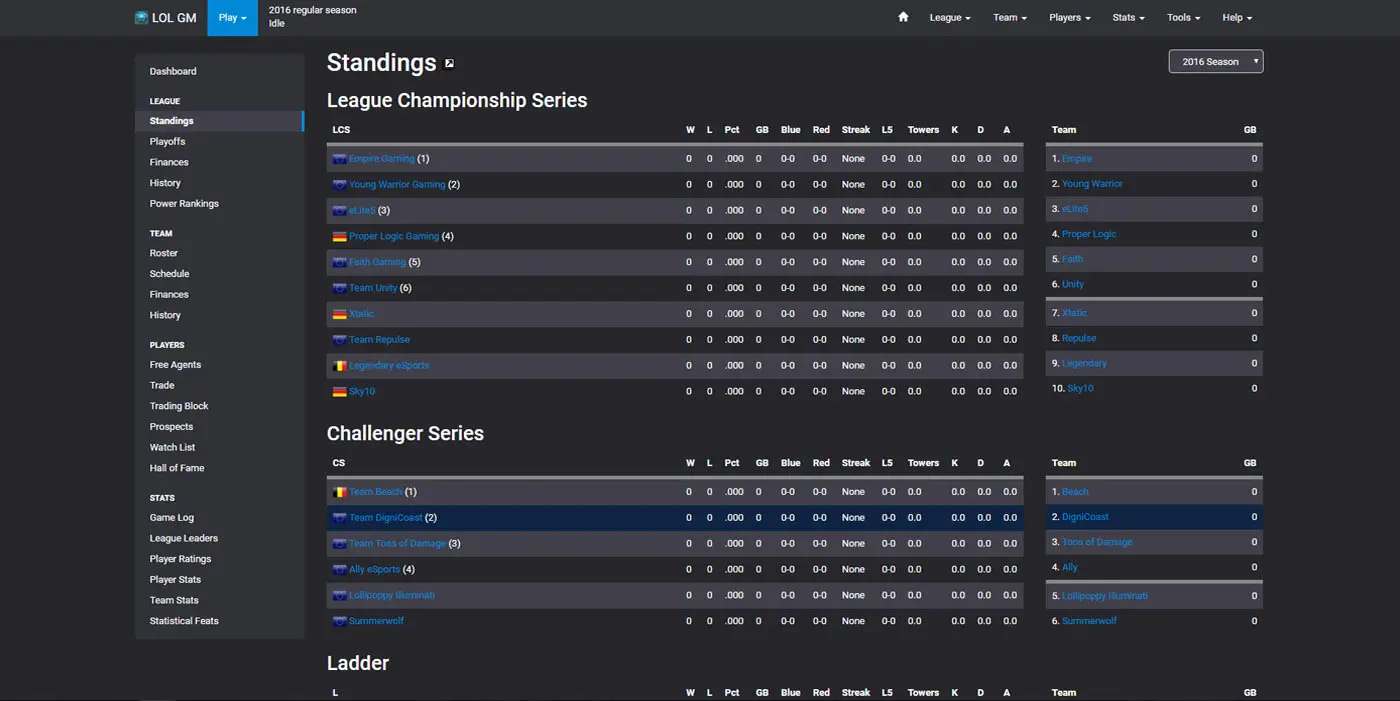 LOL GM Play 2016 regular season
Idle
League Team Players Stats Tools Help
Dashboard
LEAGUE
Standings
Playoffs
Finances
History
Power Rankings
TEAM
Roster
Schedule
Finances
History
PLAYERS
Free Agents
Trade
Trading Block
Prospects
Watch List
Hall of Fame
STATS
Game Log
League Leaders
Player Ratings
Player Stats
Team Stats
Statistical Feats
Standings
2016 Season
League Championship Series
LCS W L Pct GB Blue Red Streak L5 Towers K D A
Empire Gaming (1) 0 0 .000 0 0-0 0-0 None 0-0 0.0 0.0 0.0 0.0
Young Warrior Gaming (2) 0 0 .000 0 0-0 0-0 None 0-0 0.0 0.0 0.0 0.0
eLite5 (3) 0 0 .000 0 0-0 0-0 None 0-0 0.0 0.0 0.0 0.0
Proper Logic Gaming (4) 0 0 .000 0 0-0 0-0 None 0-0 0.0 0.0 0.0 0.0
Faith Gaming (5) 0 0 .000 0 0-0 0-0 None 0-0 0.0 0.0 0.0 0.0
Team Unity (6) 0 0 .000 0 0-0 0-0 None 0-0 0.0 0.0 0.0 0.0
Xtatic 0 0 .000 0 0-0 0-0 None 0-0 0.0 0.0 0.0 0.0
Team Repulse 0 0 .000 0 0-0 0-0 None 0-0 0.0 0.0 0.0 0.0
Legendary eSports 0 0 .000 0 0-0 0-0 None 0-0 0.0 0.0 0.0 0.0
Sky10 0 0 .000 0 0-0 0-0 None 0-0 0.0 0.0 0.0 0.0
Team GB
1. Empire 0
2. Young Warrior 0
3. eLite5 0
4. Proper Logic 0
5. Faith 0
6. Unity 0
7. Xtatic 0
8. Repulse 0
9. Legendary 0
10. Sky10 0
Challenger Series
CS W L Pct GB Blue Red Streak L5 Towers K D A
Team Beach (1) 0 0 .000 0 0-0 0-0 None 0-0 0.0 0.0 0.0 0.0
Team DigniCoast (2) 0 0 .000 0 0-0 0-0 None 0-0 0.0 0.0 0.0 0.0
Team Tons of Damage (3) 0 0 .000 0 0-0 0-0 None 0-0 0.0 0.0 0.0 0.0
Ally eSports (4) 0 0 .000 0 0-0 0-0 None 0-0 0.0 0.0 0.0 0.0
Lollipoppy Illuminati 0 0 .000 0 0-0 0-0 None 0-0 0.0 0.0 0.0 0.0
Summerwolf 0 0 .000 0 0-0 0-0 None 0-0 0.0 0.0 0.0 0.0
Team GB
1. Beach 0
2. DigniCoast 0
3. Tons of Damage 0
4. Ally 0
5. Lollipoppy Illuminati 0
6. Summerwolf 0
Ladder
L W L Pct GB Blue Red Streak L5 Towers K D A
Team GB